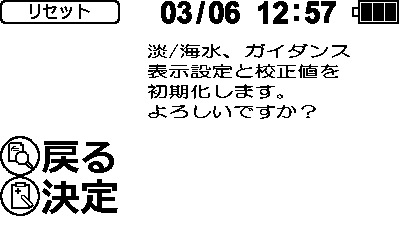 リセット 03/06 12:57
淡/海水、ガイダンス
表示設定と校正値を
初期化します。
よろしいですか？
戻る
決定